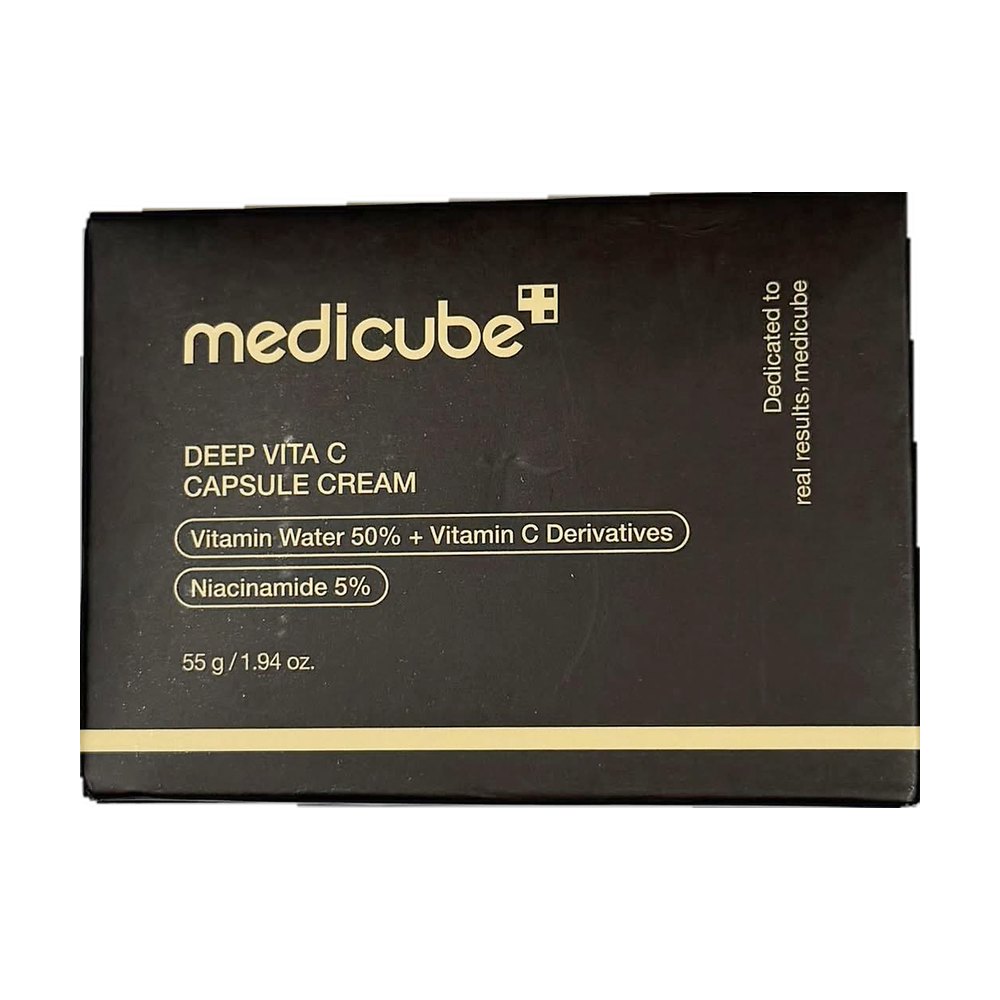 medicube
DEEP VITA C
CAPSULE CREAM
Vitamin Water 50% + Vitamin C Derivatives
Niacinamide 5%
55 g / 1.94 oz.
Dedicated to
real results, medicube